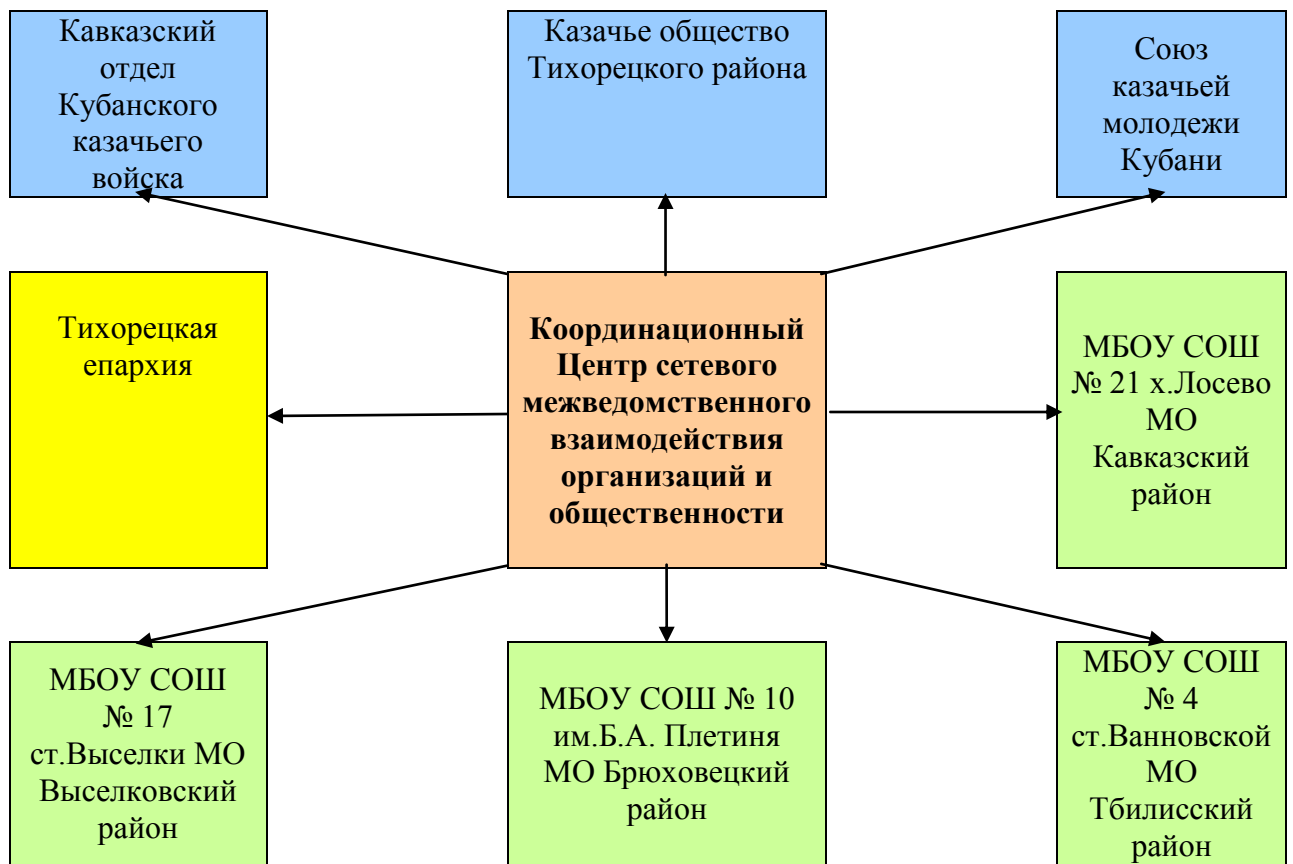 Кавказский
отдел
Кубанского
казачьего
войска
Казачье общество
Тихорецкого района
Союз
казачьей
молодежи
Кубани
Тихорецкая
епархия
Координационный
Центр сетевого
межведомственного
взаимодействия
организаций и
общественности
МБОУ СОШ
№ 21 х.Лосево
МО
Кавказский
район
МБОУ СОШ
№ 17
ст.Выселки МО
Выселковский
район
МБОУ СОШ № 10
им.Б.А. Плетиня
МО Брюховецкий
район
МБОУ СОШ
№ 4
ст.Ванновской
МО
Тбилисский
район